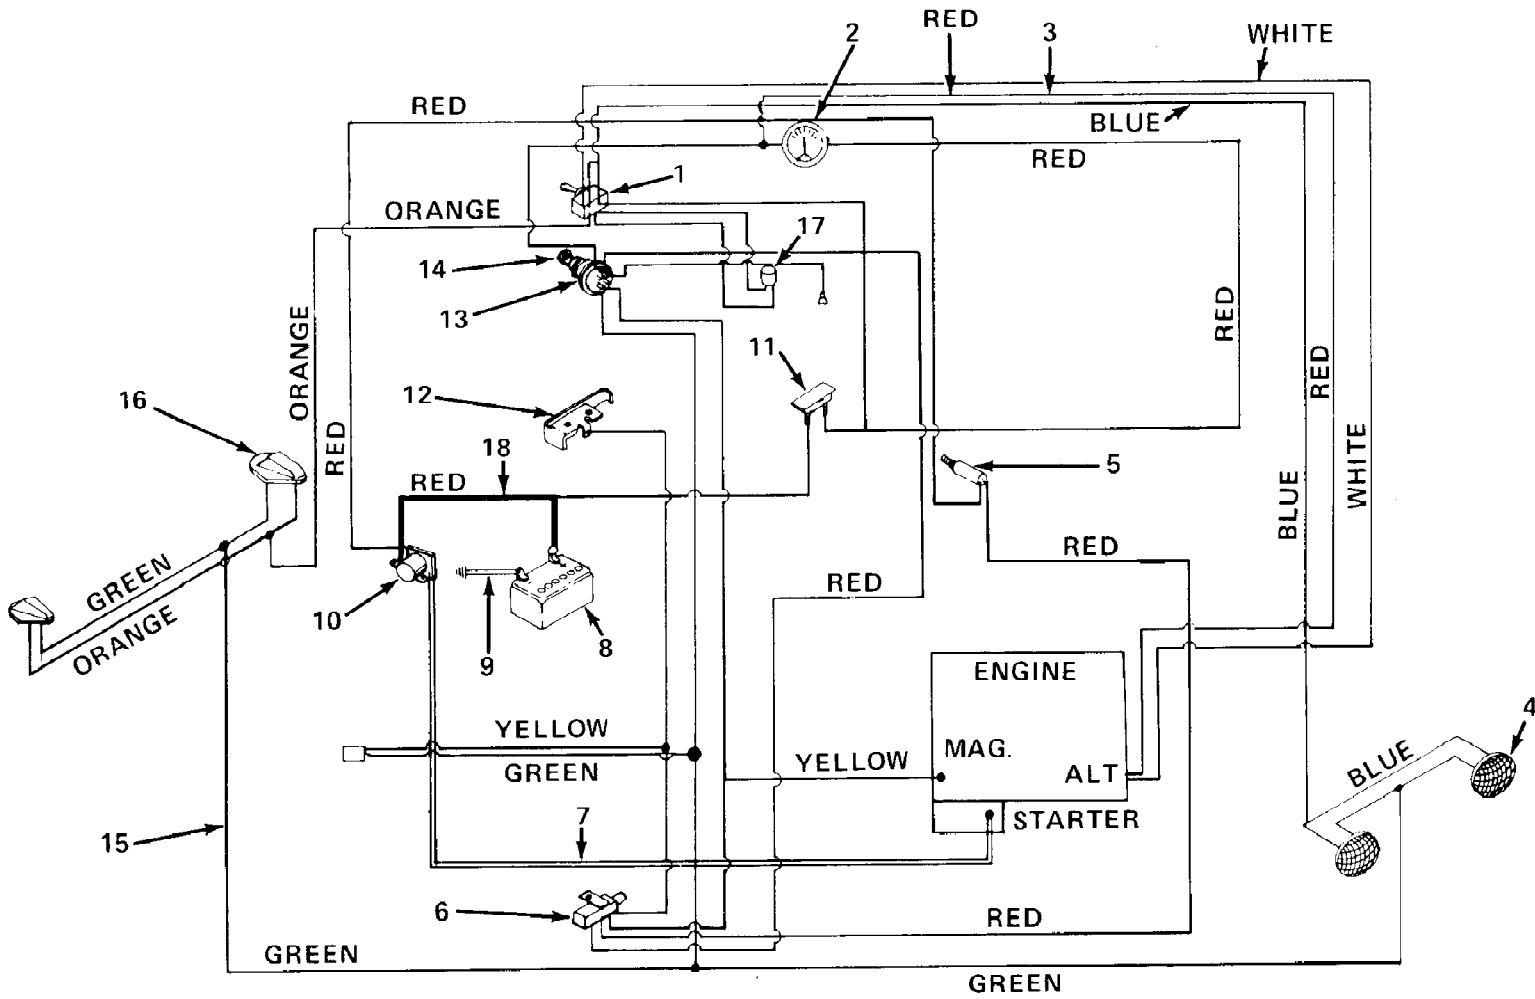 RED
2
3
WHITE
RED
BLUE
RED
1
ORANGE
17
14
13
ORANGE
RED
11
RED
12
16
RED
18
5
WHITE
BLUE
RED
RED
GREEN
RED
10
ORANGE
9
8
ENGINE
4
YELLOW
MAG.
BLUE
YELLOW
GREEN
ALT
7
STARTER
15
6
RED
GREEN
GREEN